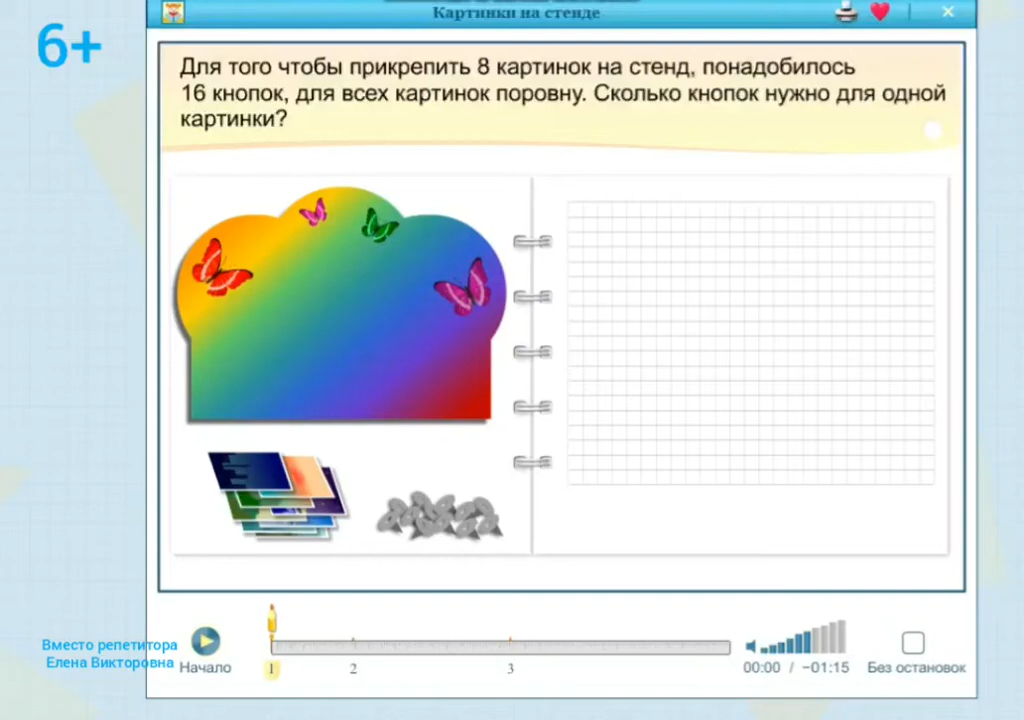 Картинки на стенде
6+
Для того чтобы прикрепить 8 картинок на стенд, понадобилось
16 кнопок, для всех картинок поровну. Сколько кнопок нужно для одной
картинки?
Вместо репетитора
Елена Викторовна
Начало
1
2
3
00:00 / −01:15
Без остановок